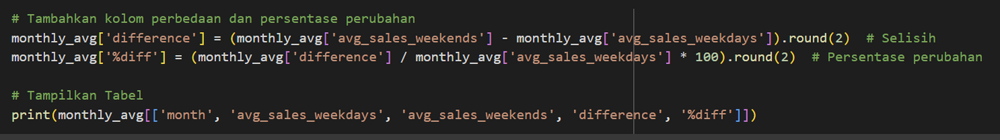 # Tambahkan kolom perbedaan dan persentase perubahan
monthly_avg['difference'] = (monthly_avg['avg_sales_weekends'] - monthly_avg['avg_sales_weekdays']).round(2)  # Selisih
monthly_avg['%diff'] = (monthly_avg['difference'] / monthly_avg['avg_sales_weekdays'] * 100).round(2)  # Persentase perubahan
# Tampilkan Tabel
print(monthly_avg[['month', 'avg_sales_weekdays', 'avg_sales_weekends', 'difference', '%diff']])